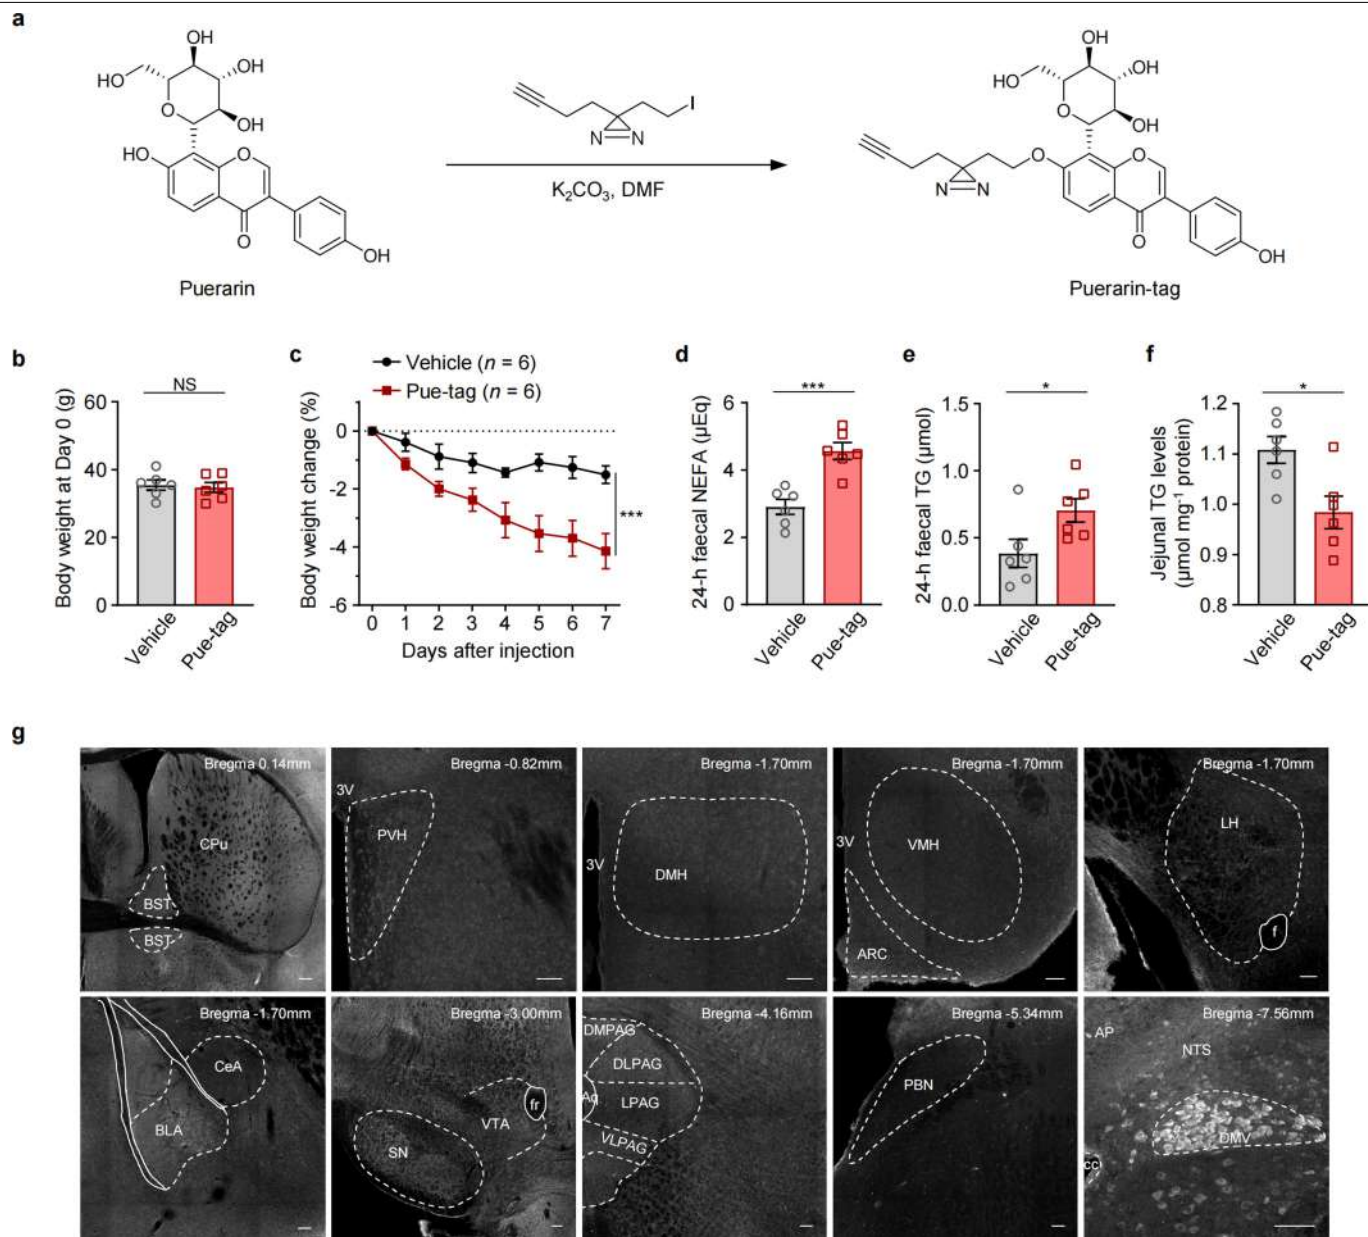 a
OH
HO
OH
O
OH
HO
O
O
OH
Puerarin
I
N N
K2CO3, DMF
OH
HO
OH
O
OH
O
O
N N
O
OH
Puerarin-tag
b
NS
Body weight at Day 0 (g)
60
40
20
0
Vehicle
Pue-tag
c
Vehicle (n = 6)
Pue-tag (n = 6)
Body weight change (%)
0
-2
-4
-6
***
0 1 2 3 4 5 6 7
Days after injection
d
***
24-h faecal NEFA (µEq)
6
4
2
0
Vehicle
Pue-tag
e
*
24-h faecal TG (µmol)
1.5
1.0
0.5
0.0
Vehicle
Pue-tag
f
*
Jejunal TG levels
(µmol mg⁻¹ protein)
1.2
1.1
1.0
0.9
0.8
Vehicle
Pue-tag
g
Bregma 0.14mm
CPu
BST
BST
Bregma -0.82mm
3V
PVH
Bregma -1.70mm
3V
DMH
Bregma -1.70mm
3V
VMH
ARC
Bregma -1.70mm
LH
f
Bregma -1.70mm
CeA
BLA
Bregma -3.00mm
fr
VTA
SN
Bregma -4.16mm
DMPAG
DLPAG
Aq
LPAG
VLPAG
Bregma -5.34mm
PBN
Bregma -7.56mm
AP
NTS
DMV
cc